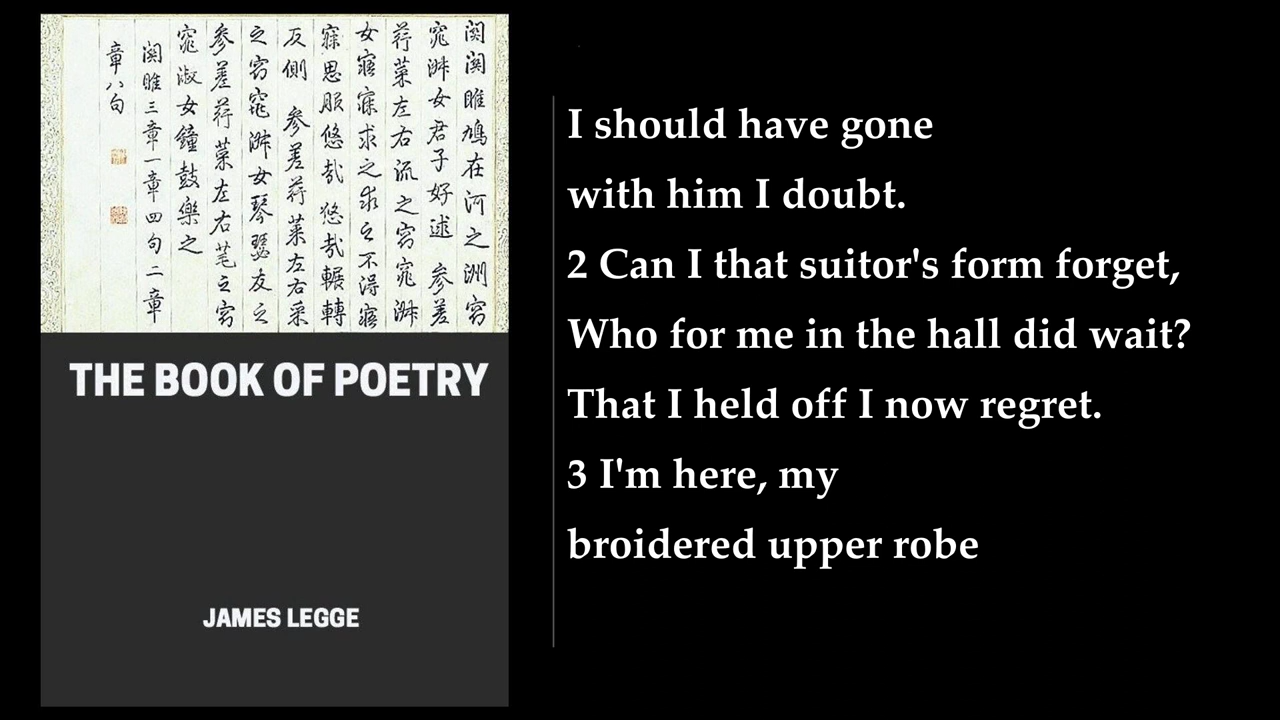 関関雎鳩在河之洲窈
窕淑女君子好逑 參差
荇菜左右流之窈窕淑
女寤寐求之求之不得寤
寐思服悠哉悠哉輾轉
反側 參差荇菜左右采
之窈窕淑女琴瑟友之
參差荇菜左右芼之窈
窕淑女鐘鼓樂之
関雎三章一章四句二章
章八句
THE BOOK OF POETRY
JAMES LEGGE
I should have gone
with him I doubt.
2 Can I that suitor's form forget,
Who for me in the hall did wait?
That I held off I now regret.
3 I'm here, my
broidered upper robe